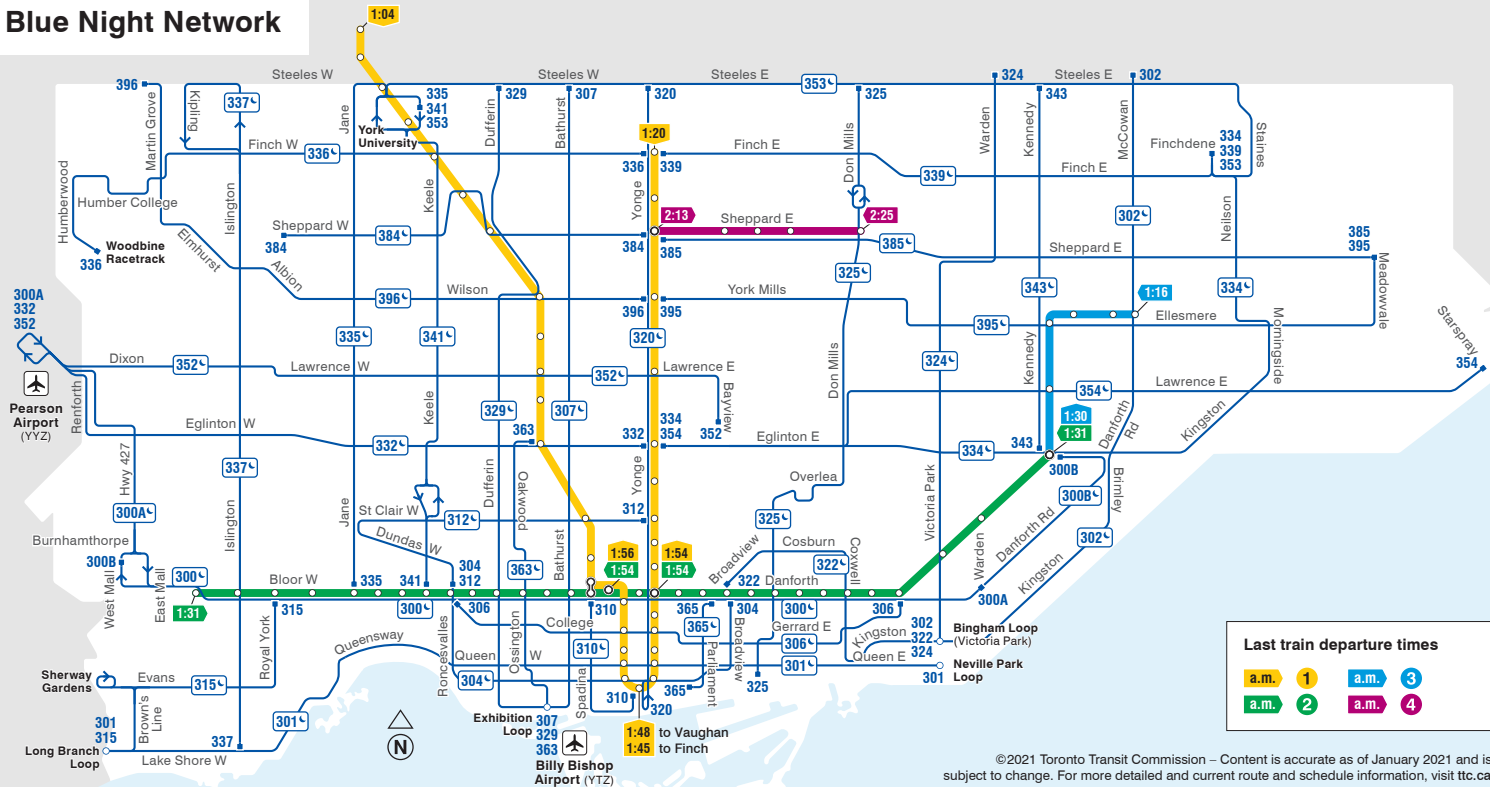 Blue Night Network
1:04
Steeles W
Steeles W
Steeles E
353
324
Steeles E
302
396
Martin Grove
Kipling
337
Jane
335
341
353
York
University
Dufferin
329
Bathurst
307
320
325
Don Mills
Warden
Kennedy
343
McCowan
Staines
1:20
Finchdene
334
339
353
Finch W
336
336
339
Finch E
339
Finch E
Humberwood
Humber College
Islington
Keele
Yonge
302
Neilson
Sheppard W
384
384
384
385
2:13
Sheppard E
2:25
385
Sheppard E
385
395
Meadowvale
336
Woodbine
Racetrack
Elmhurst
Albion
396
Wilson
396
395
York Mills
325
343
334
1:16
395
Ellesmere
Morningside
Starspray
354
300A
332
352
Pearson
Airport
(YYZ)
Renforth
Dixon
352
Lawrence W
335
341
320
352
Lawrence E
Bayview
352
Don Mills
324
Kennedy
354
Lawrence E
Keele
329
307
1:30
1:31
Danforth
Rd
Kingston
Eglinton W
332
363
332
334
354
Eglinton E
334
343
300B
Hwy 427
337
Islington
Jane
Dufferin
Oakwood
Yonge
Overlea
Victoria Park
300B
Brimley
300A
St Clair W
312
312
325
Danforth Rd
302
Burnhamthorpe
300B
Dundas W
Bathurst
1:56
1:54
1:54
1:54
Broadview
Cosburn
322
Coxwell
Warden
Kingston
West Mall
East Mall
300
1:31
Bloor W
335
341
304
312
363
322
Danforth
300A
315
300
306
310
365
304
300
306
Royal York
Roncesvalles
Ossington
College
365
Broadview
Gerrard E
306
Kingston
302
322
324
Bingham Loop
(Victoria Park)
Queensway
Queen
W
310
Parliament
301
Queen E
Neville Park
Loop
301
Sherway
Gardens
Evans
315
304
Spadina
310
365
325
320
Brown's
Line
301
315
Long Branch
Loop
337
Lake Shore W
301
N
Exhibition
Loop
307
329
363
Billy Bishop
Airport (YTZ)
1:48 to Vaughan
1:45 to Finch
Last train departure times
a.m. 1
a.m. 3
a.m. 2
a.m. 4
©2021 Toronto Transit Commission – Content is accurate as of January 2021 and is
subject to change. For more detailed and current route and schedule information, visit ttc.ca